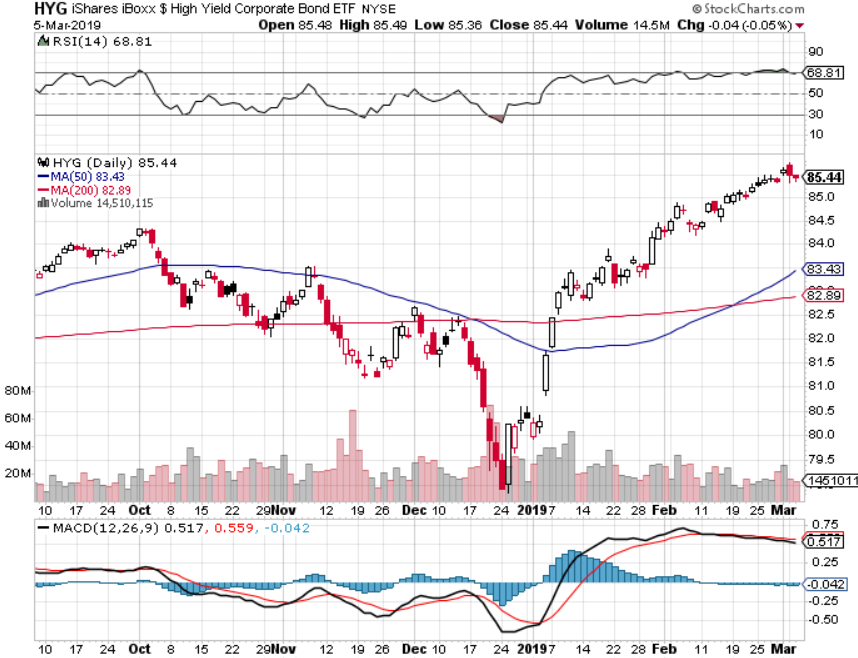 HYG iShares iBoxx $ High Yield Corporate Bond ETF NYSE © StockCharts.com
5-Mar-2019 Open 85.48 High 85.49 Low 85.36 Close 85.44 Volume 14.5M Chg -0.04 (-0.05%)
RSI(14) 68.81
90
68.81
50
30
10
HYG (Daily) 85.44
MA(50) 83.43
MA(200) 82.89
Volume 14,510,115
85.44
85.0
84.5
84.0
83.43
82.89
82.5
82.0
81.5
81.0
80.5
80.0
79.5
80M
60M
40M
20M
1451011
10 17 24 Oct 8 15 22 29 Nov 12 19 26 Dec 10 17 24 2019 7 14 22 28 Feb 11 19 25 Mar
MACD(12,26,9) 0.517, 0.559, -0.042
0.75
0.517
0.25
-0.042
-0.25
-0.50
10 17 24 Oct 8 15 22 29 Nov 12 19 26 Dec 10 17 24 2019 7 14 22 28 Feb 11 19 25 Mar